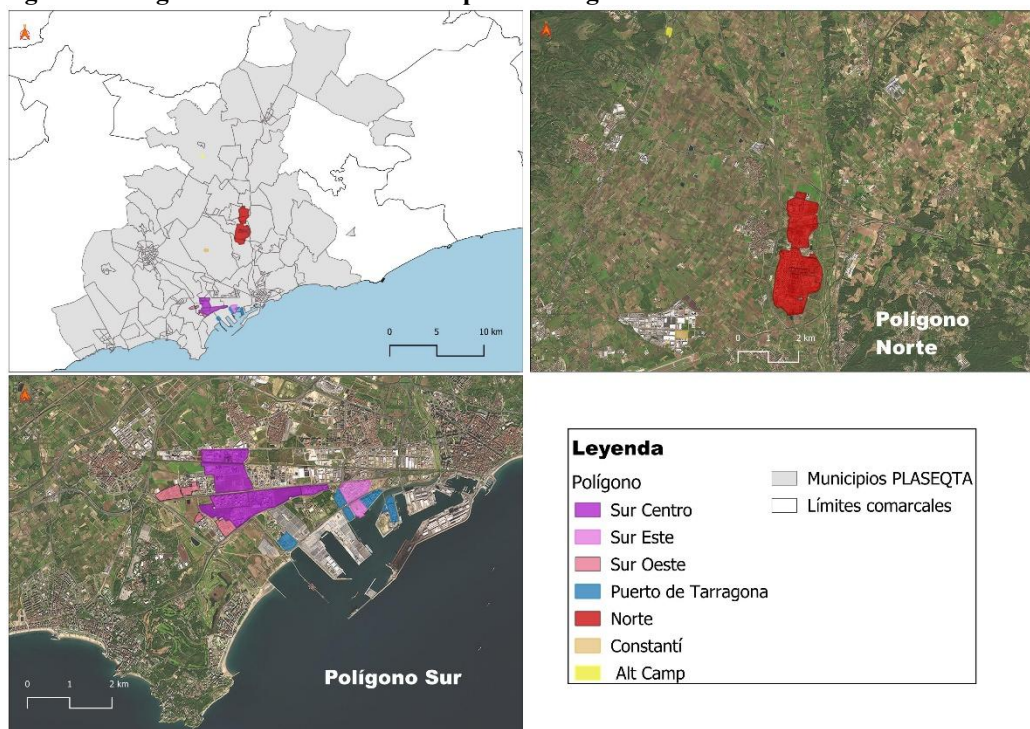 0 5 10 km
0 1 2 km
Polígono
Norte
0 1 2 km
Polígono Sur
Leyenda
Polígono
Sur Centro
Sur Este
Sur Oeste
Puerto de Tarragona
Norte
Constantí
Alt Camp
Municipios PLASEQTA
Límites comarcales